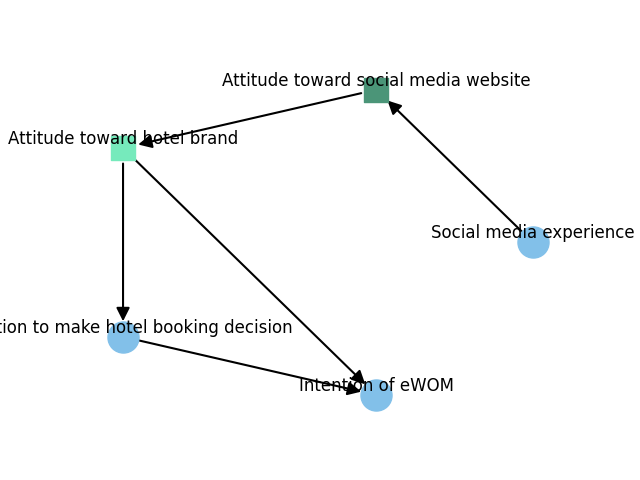 Attitude toward social media website
Attitude toward hotel brand
Social media experience
to make hotel booking decision
Intention of eWOM